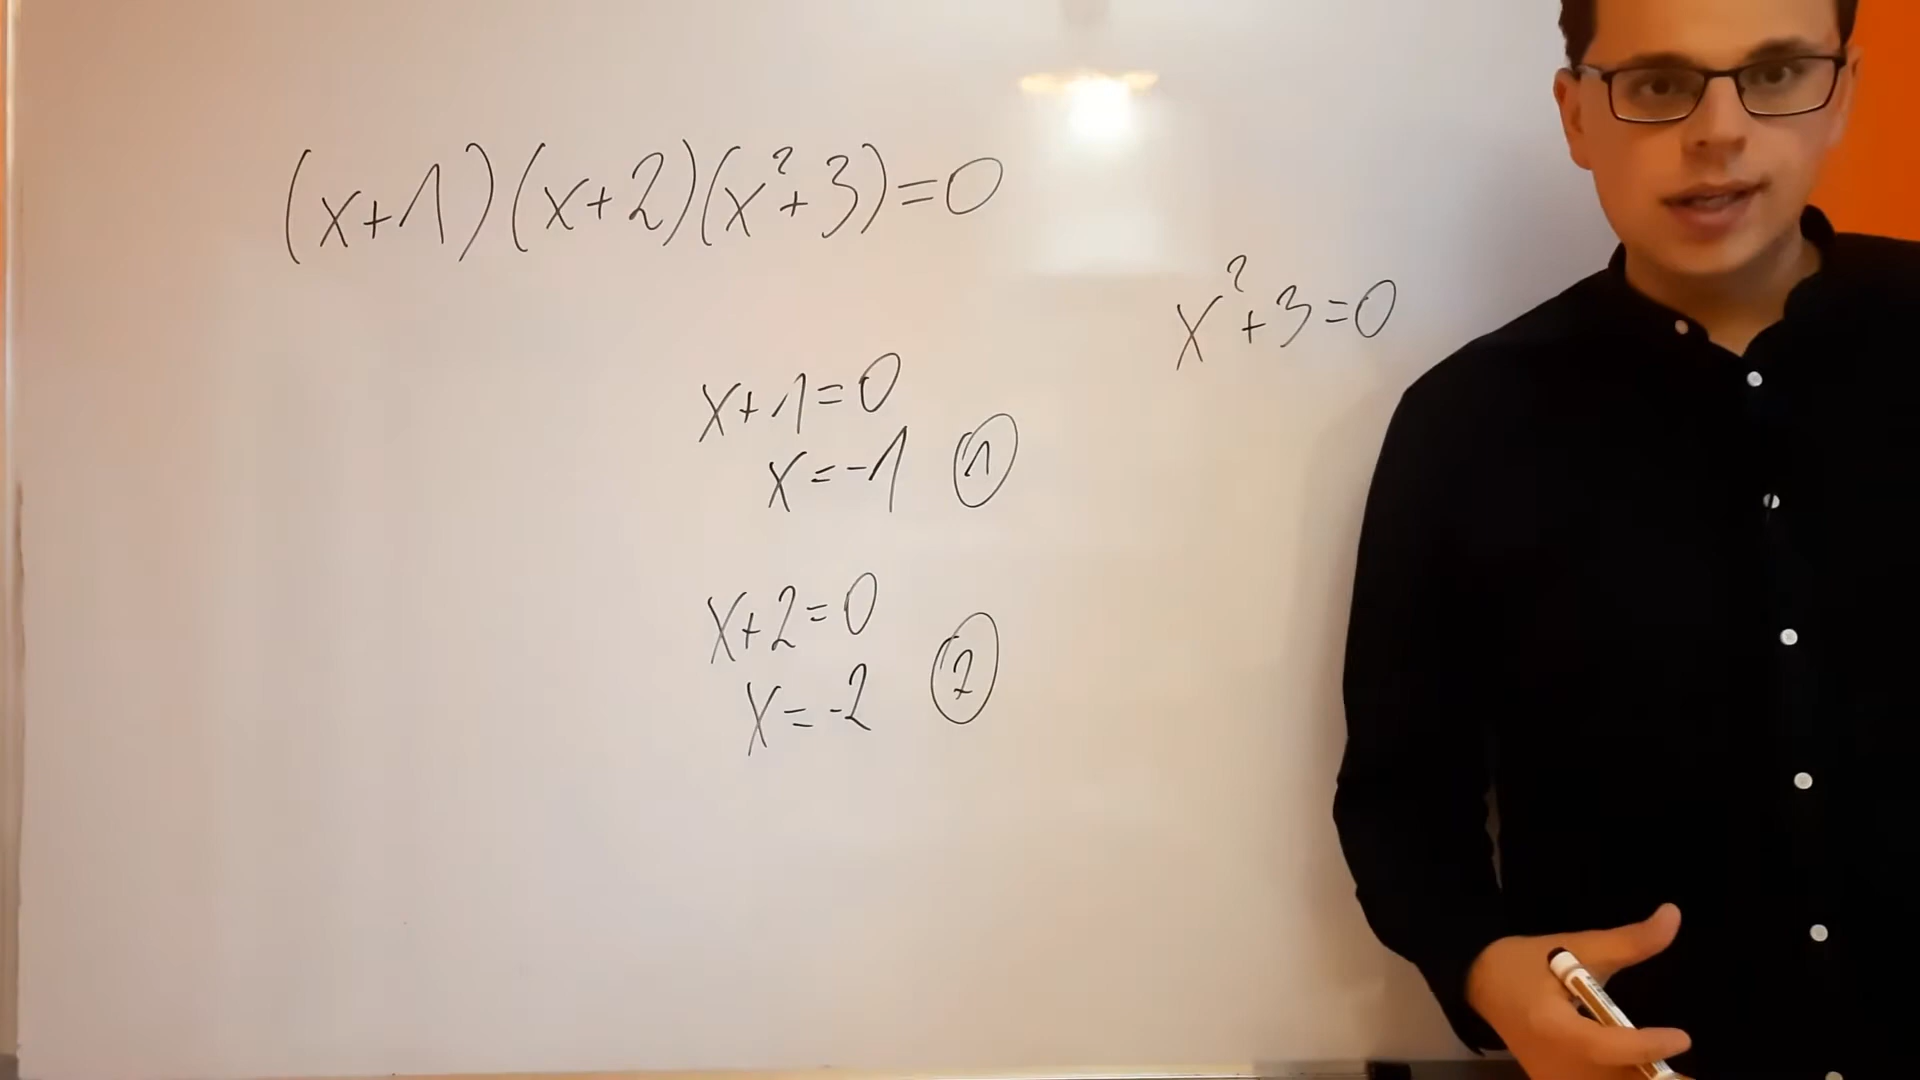 (x+1)(x+2)(x²+3)=0
x+1=0
x=-1 ①
x+2=0
x=-2 ②
x²+3=0